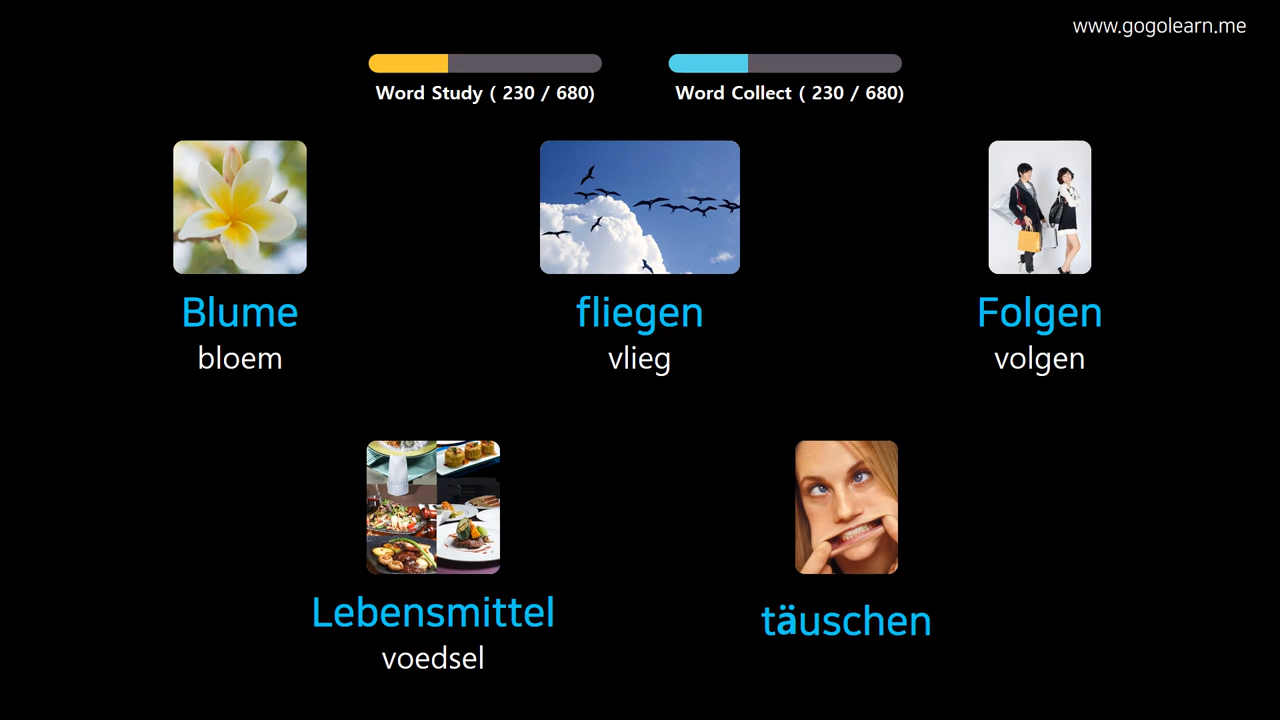 www.gogolearn.me
Word Study ( 230 / 680)
Word Collect ( 230 / 680)
Blume
fliegen
Folgen
bloem
vlieg
volgen
Lebensmittel
täuschen
voedsel